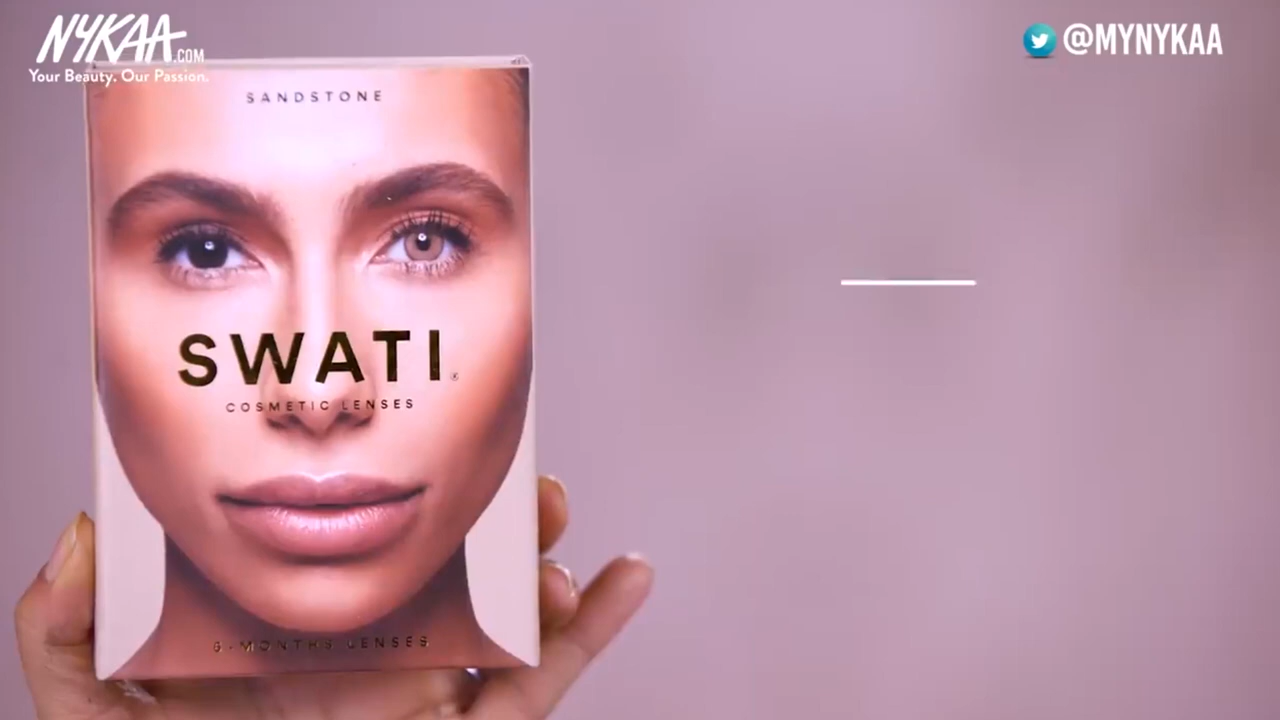 NYKAA.COM
Your Beauty. Our Passion.
@MYNYKAA
SANDSTONE
SWATI®
COSMETIC LENSES
6-MONTHS LENSES